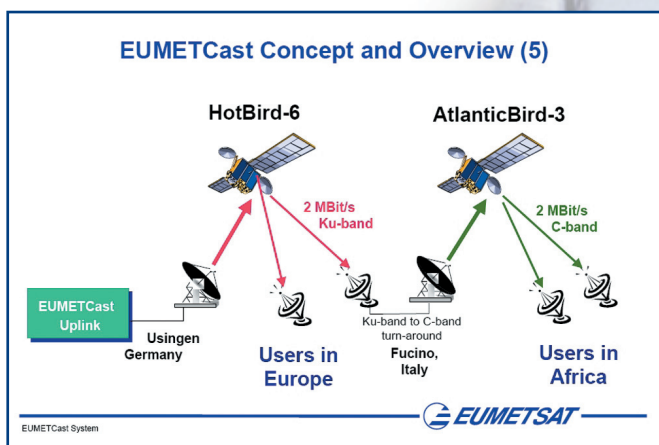 EUMETCast Concept and Overview (5)
HotBird-6
AtlanticBird-3
2 MBit/s
Ku-band
2 MBit/s
C-band
EUMETCast
Uplink
Usingen
Germany
Users in
Europe
Ku-band to C-band
turn-around
Fucino,
Italy
Users in
Africa
EUMETSAT
EUMETCast System